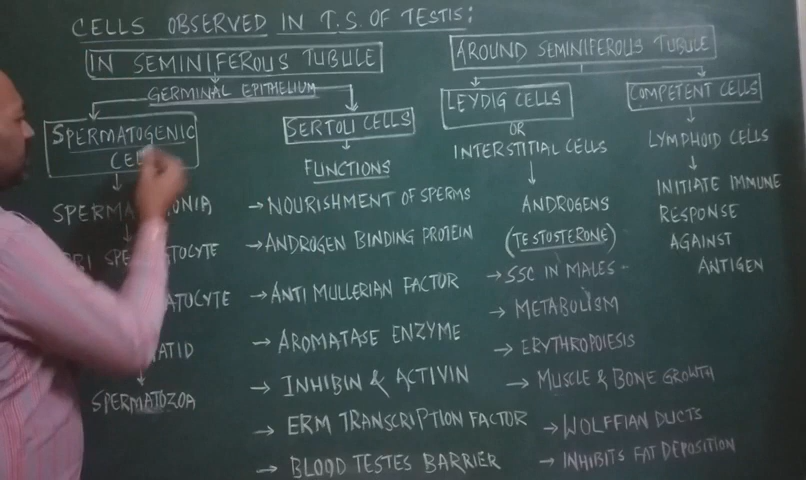 CELLS OBSERVED IN T.S. OF TESTIS:
IN SEMINIFEROUS TUBULE
GERMINAL EPITHELIUM
SPERMATOGENIC
SPERMATOZOA
SERTOLI CELLS
FUNCTIONS
→ NOURISHMENT OF SPERMS
→ ANDROGEN BINDING PROTEIN
→ ANTI MULLERIAN FACTOR
→ AROMATASE ENZYME
→ INHIBIN & ACTIVIN
→ ERM TRANSCRIPTION FACTOR
→ BLOOD TESTES BARRIER
AROUND SEMINIFEROUS TUBULE
LEYDIG CELLS
OR
INTERSTITIAL CELLS
ANDROGENS
(TESTOSTERONE)
→ SSC IN MALES
→ METABOLISM
→ ERYTHROPOIESIS
→ MUSCLE & BONE GROWTH
→ WOLFFIAN DUCTS
→ INHIBITS FAT DEPOSITION
COMPETENT CELLS
LYMPHOID CELLS
INITIATE IMMUNE
RESPONSE
AGAINST
ANTIGEN